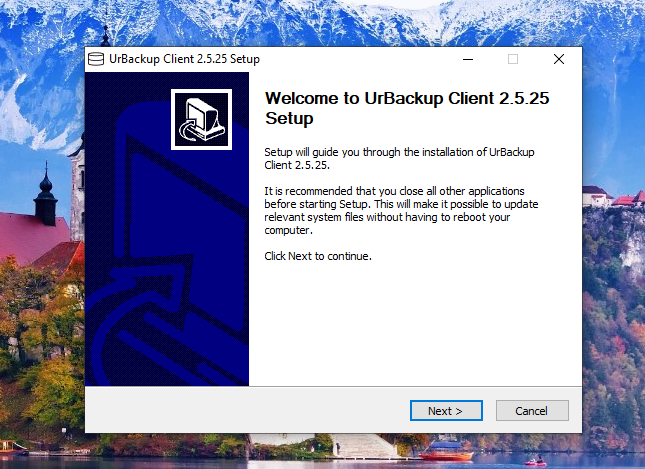 UrBackup Client 2.5.25 Setup
Welcome to UrBackup Client 2.5.25
Setup
Setup will guide you through the installation of UrBackup
Client 2.5.25.
It is recommended that you close all other applications
before starting Setup. This will make it possible to update
relevant system files without having to reboot your
computer.
Click Next to continue.
Next >
Cancel